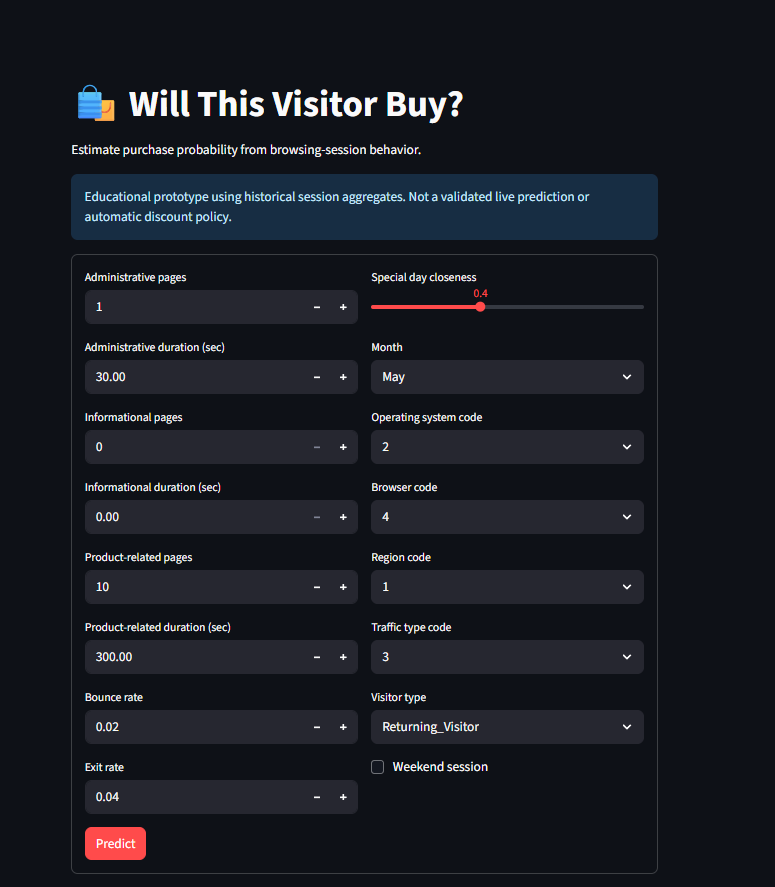 Will This Visitor Buy?
Estimate purchase probability from browsing-session behavior.
Educational prototype using historical session aggregates. Not a validated live prediction or
automatic discount policy.
Administrative pages
1
Administrative duration (sec)
30.00
Informational pages
0
Informational duration (sec)
0.00
Product-related pages
10
Product-related duration (sec)
300.00
Bounce rate
0.02
Exit rate
0.04
Predict
Special day closeness
0.4
Month
May
Operating system code
2
Browser code
4
Region code
1
Traffic type code
3
Visitor type
Returning_Visitor
Weekend session